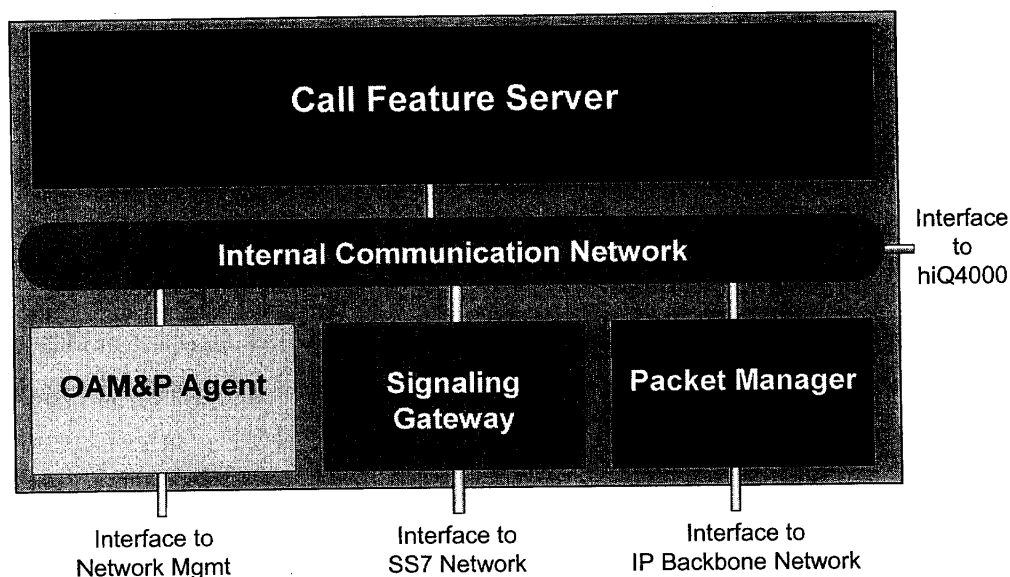 Call Feature Server
Internal Communication Network
Interface
to
hiQ4000
OAM&P Agent
Signaling
Gateway
Packet Manager
Interface to
Network Mgmt
Interface to
SS7 Network
Interface to
IP Backbone Network